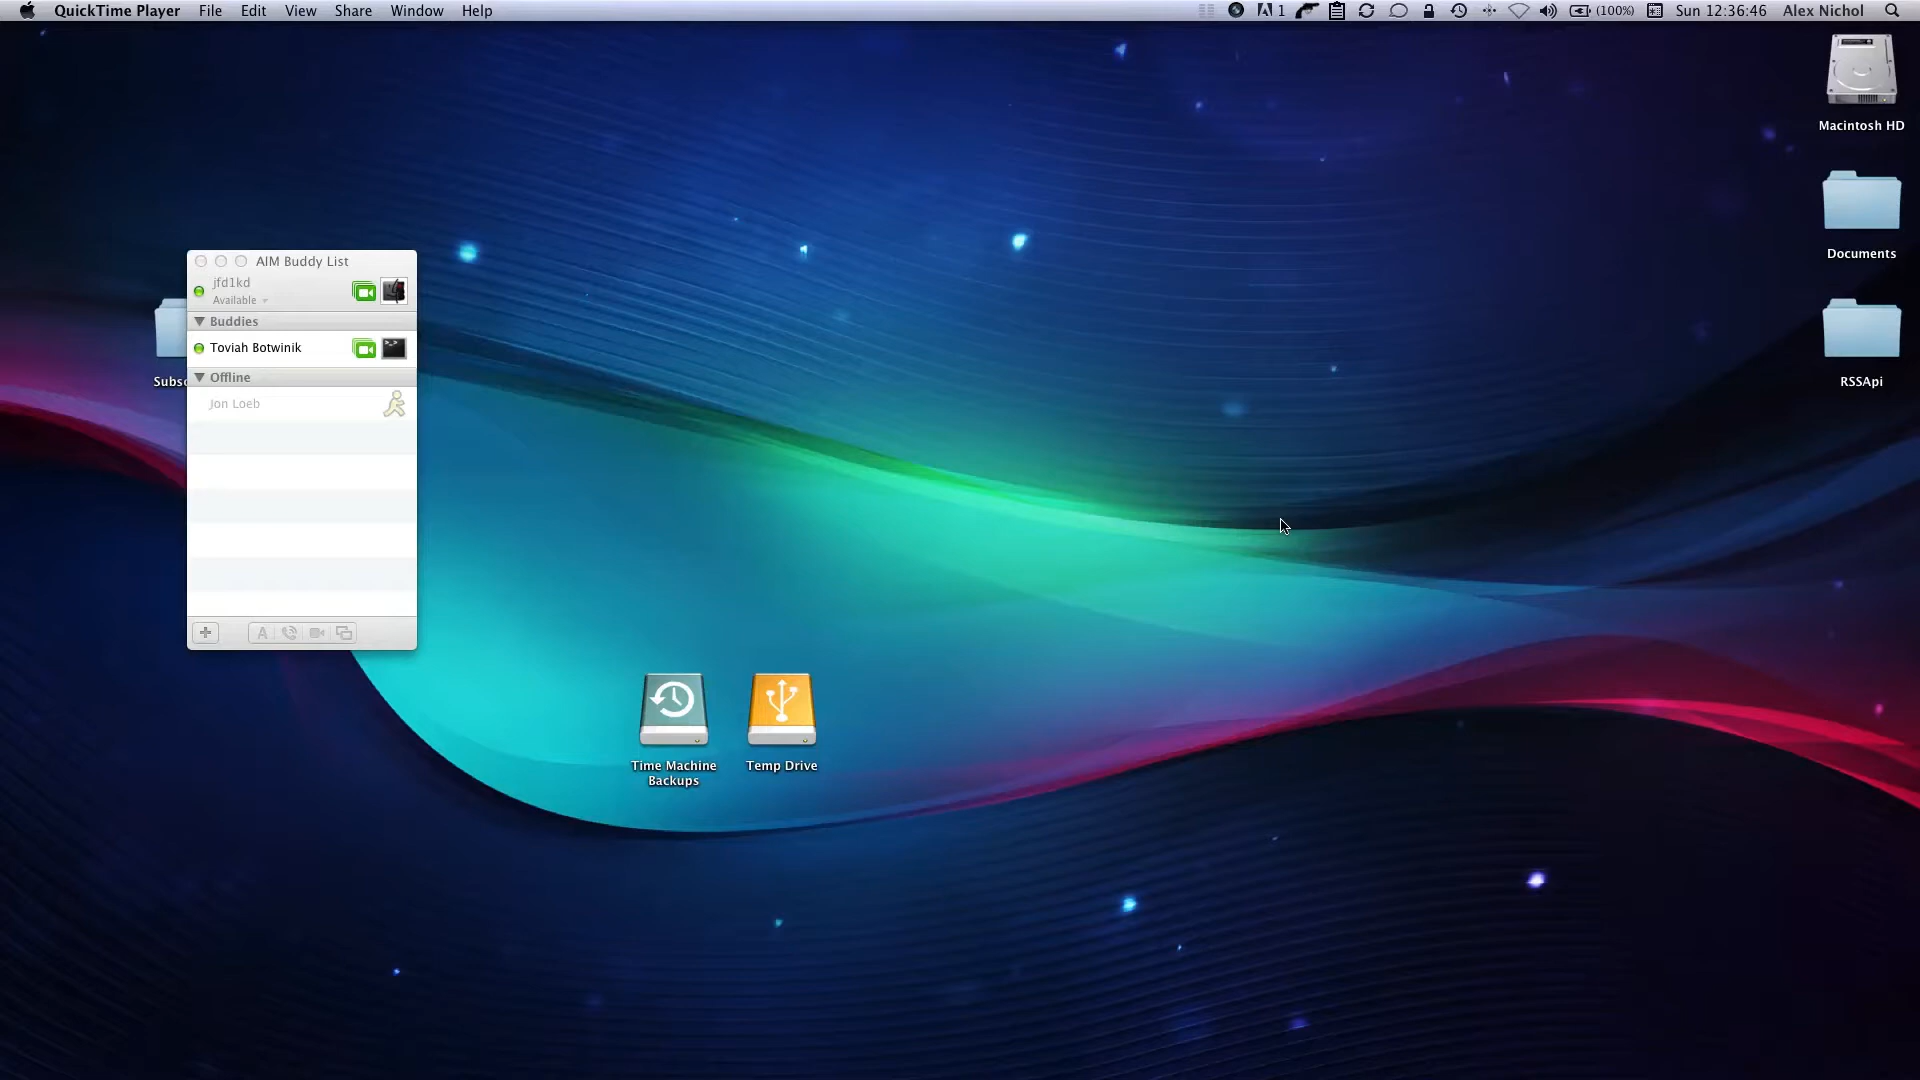 QuickTime Player File Edit View Share Window Help 1 (100%) Sun 12:36:46 Alex Nichol
Macintosh HD
Documents
RSSApi
AIM Buddy List
jfd1kd
Available
Buddies
Toviah Botwinik
Offline
Jon Loeb
Subsc
A
Time Machine
Backups
Temp Drive